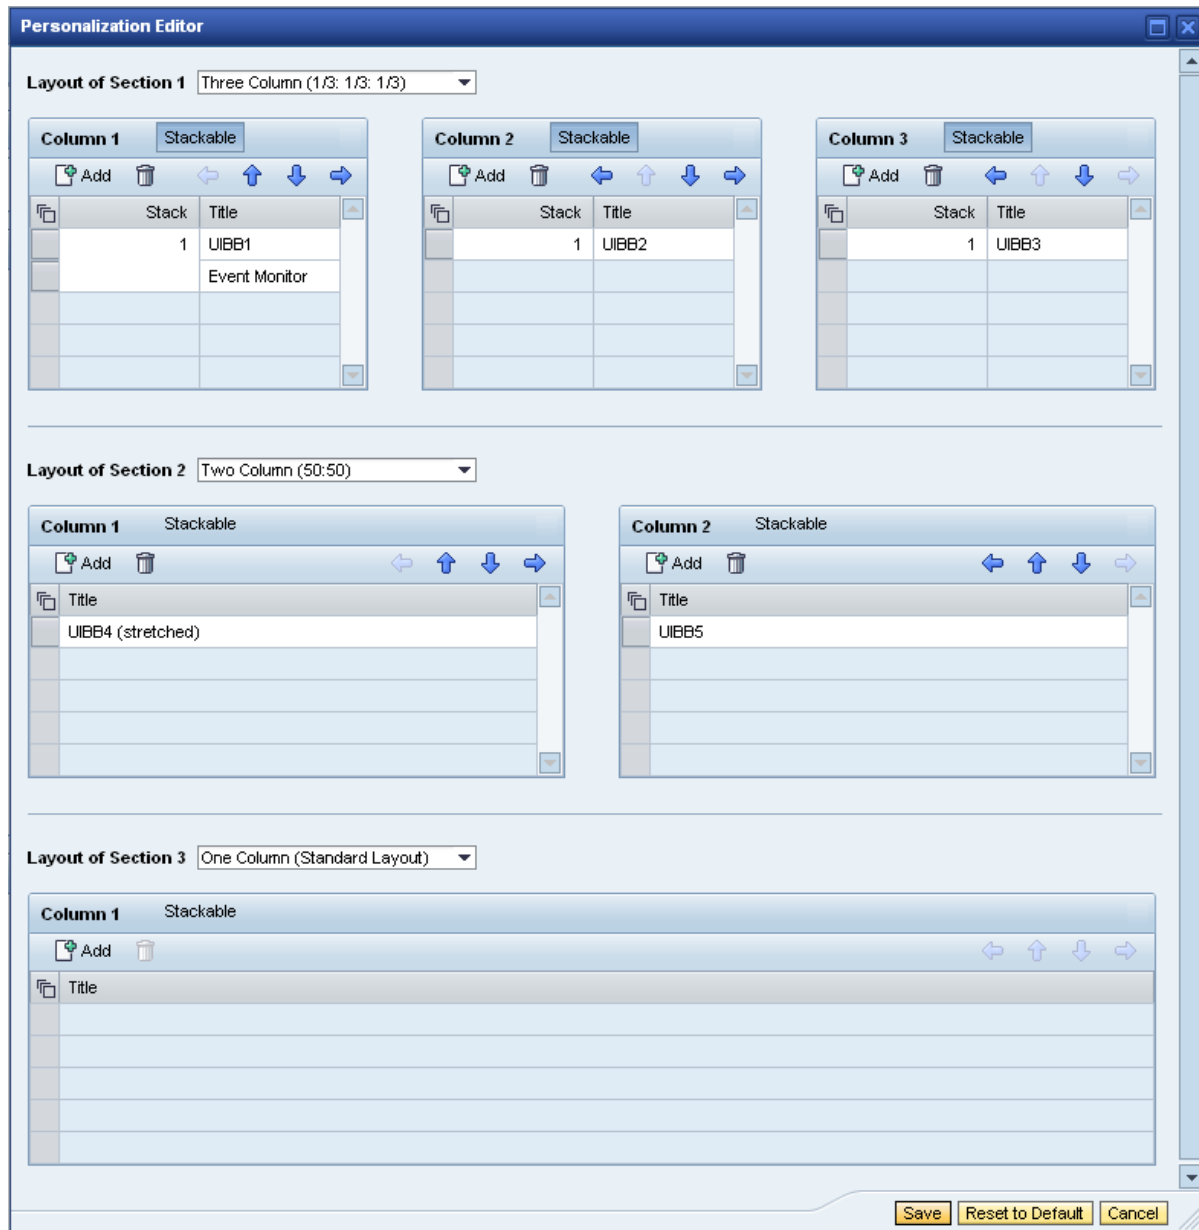 Personalization Editor
Layout of Section 1 Three Column (1/3: 1/3: 1/3)
Column 1 Stackable
Add
Stack Title
1 UIBB1
Event Monitor
Column 2 Stackable
Add
Stack Title
1 UIBB2
Column 3 Stackable
Add
Stack Title
1 UIBB3
Layout of Section 2 Two Column (50:50)
Column 1 Stackable
Add
Title
UIBB4 (stretched)
Column 2 Stackable
Add
Title
UIBB5
Layout of Section 3 One Column (Standard Layout)
Column 1 Stackable
Add
Title
Save Reset to Default Cancel